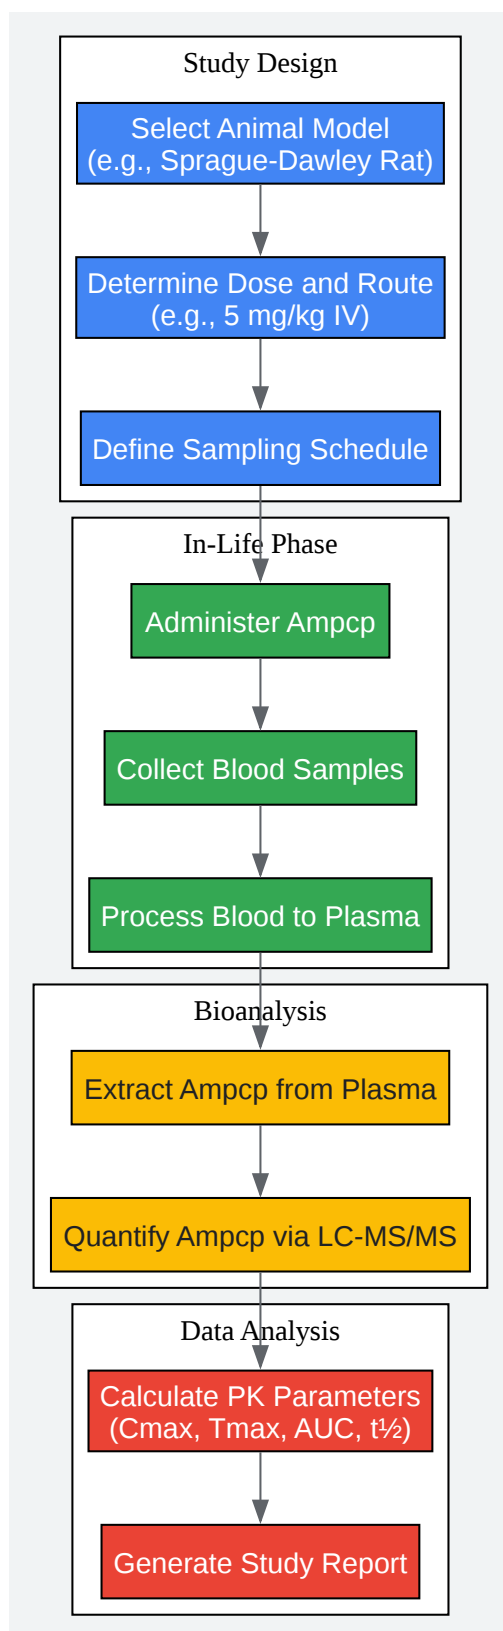 Study Design
Select Animal Model
(e.g., Sprague-Dawley Rat)
Determine Dose and Route
(e.g., 5 mg/kg IV)
Define Sampling Schedule
In-Life Phase
Administer Ampcp
Collect Blood Samples
Process Blood to Plasma
Bioanalysis
Extract Ampcp from Plasma
Quantify Ampcp via LC-MS/MS
Data Analysis
Calculate PK Parameters
(Cmax, Tmax, AUC, t½)
Generate Study Report